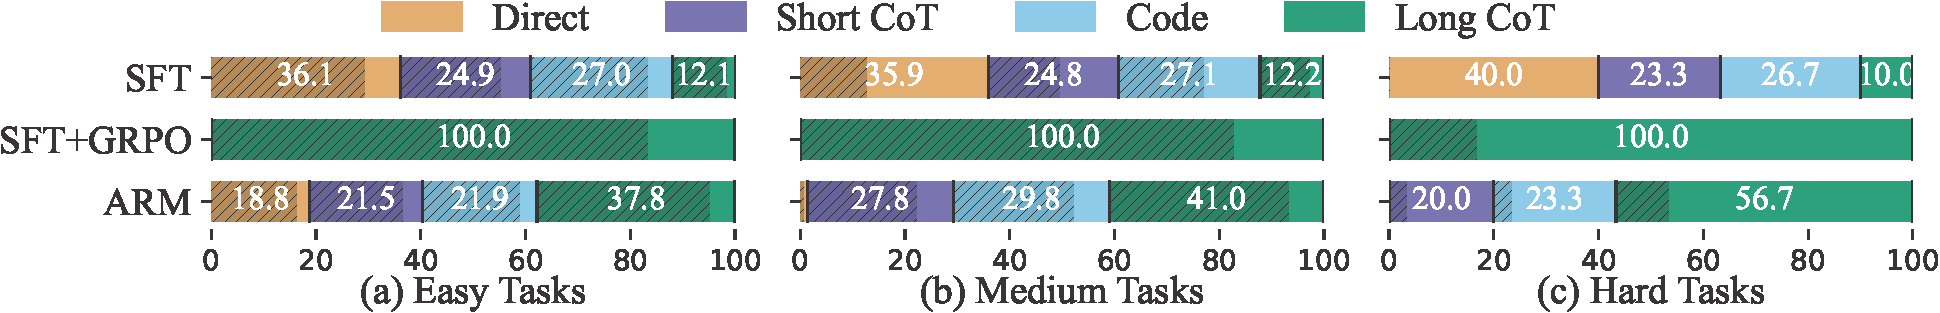 Direct Short CoT Code Long CoT
SFT 36.1 24.9 27.0 12.1 35.9 24.8 27.1 12.2 40.0 23.3 26.7 10.0
SFT+GRPO 100.0 100.0 100.0
ARM 18.8 21.5 21.9 37.8 27.8 29.8 41.0 20.0 23.3 56.7
0 20 40 60 80 100 0 20 40 60 80 100 0 20 40 60 80 100
(a) Easy Tasks (b) Medium Tasks (c) Hard Tasks